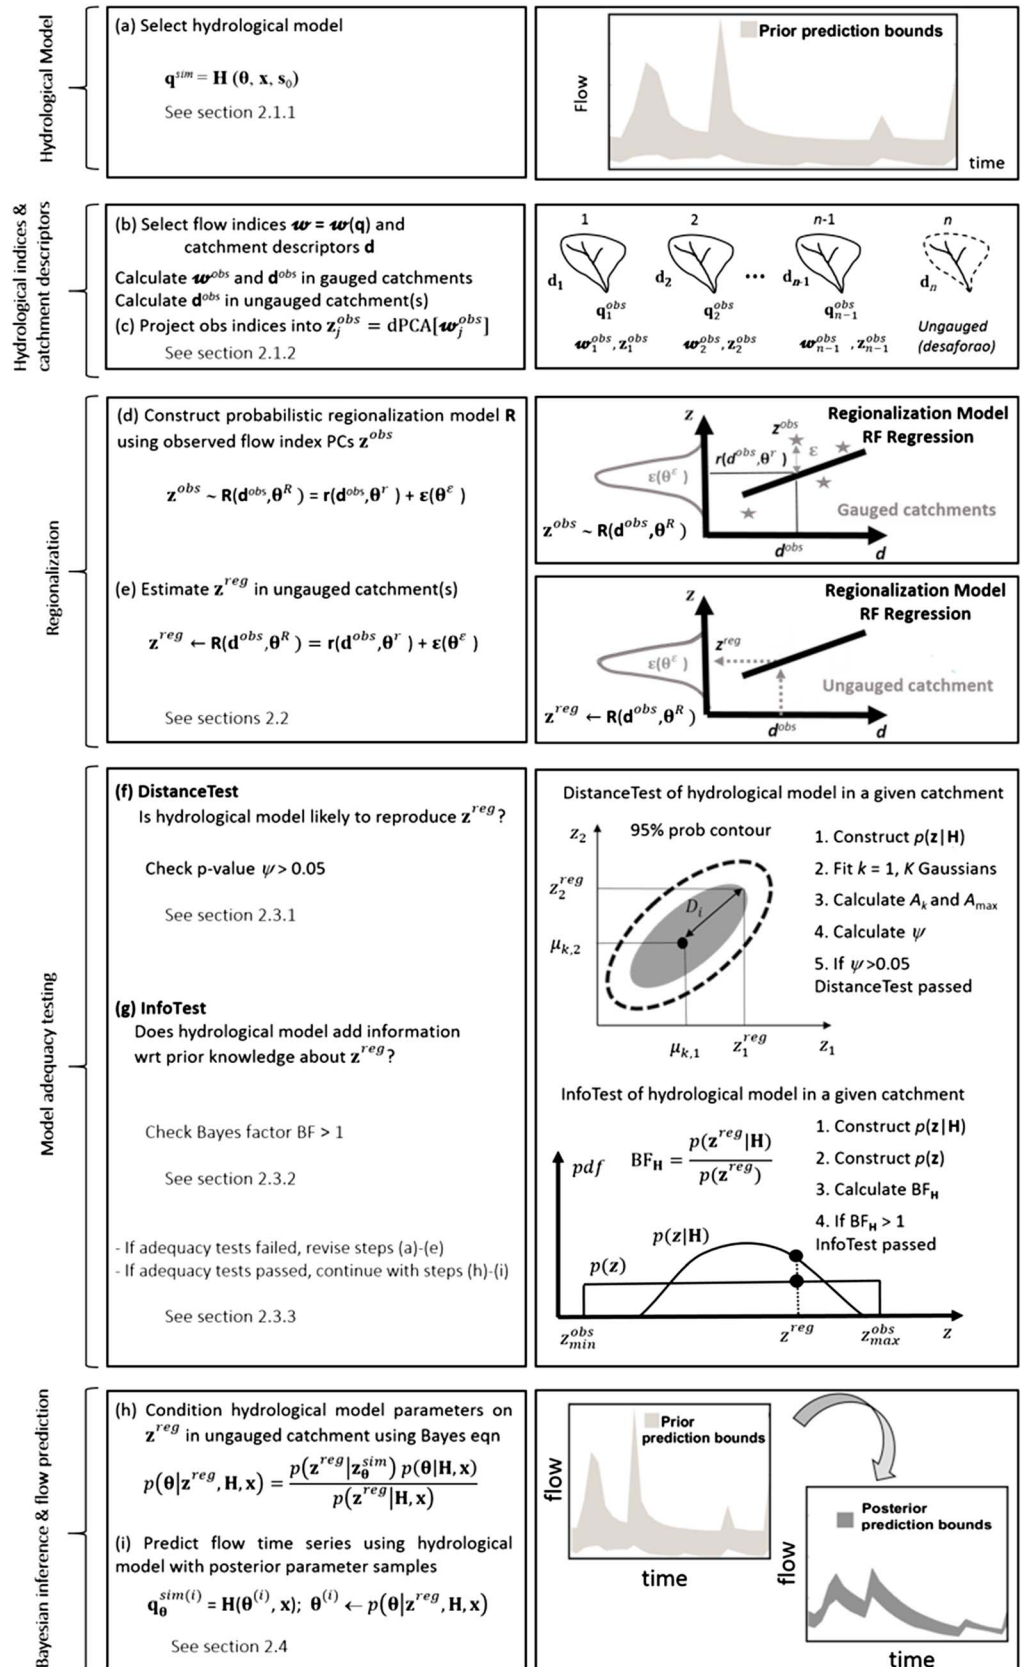 Hydrological Model
(a) Select hydrological model
q^sim = H (θ, x, s₀)
See section 2.1.1
Prior prediction bounds
Flow
time
Hydrological indices &
catchment descriptors
(b) Select flow indices 𝔀 = 𝔀(q) and
catchment descriptors d
Calculate 𝔀^obs and d^obs in gauged catchments
Calculate d^obs in ungauged catchment(s)
(c) Project obs indices into z_j^obs = dPCA[𝔀_j^obs]
See section 2.1.2
1 2 n-1 n
d₁ d₂ ... d_n-1 d_n
q_1^obs q_2^obs q_n−1^obs
𝔀_1^obs, z_1^obs 𝔀_2^obs, z_2^obs 𝔀_n−1^obs , z_n−1^obs
Ungauged
(desaforao)
Regionalization
(d) Construct probabilistic regionalization model R
using observed flow index PCs z^obs
z^obs ~ R(d^obs,θ^R ) = r(d^obs,θ^r ) + ε(θ^ε )
(e) Estimate z^reg in ungauged catchment(s)
z^reg ← R(d^obs,θ^R ) = r(d^obs,θ^r ) + ε(θ^ε )
See sections 2.2
Regionalization Model
RF Regression
z
z^obs
ε
r(d^obs,θ^r )
ε(θ^ε )
Gauged catchments
z^obs ~ R(d^obs,θ^R )
d^obs
d
Regionalization Model
RF Regression
z
z^reg
ε(θ^ε )
Ungauged catchment
z^reg ← R(d^obs,θ^R )
d^obs
d
Model adequacy testing
(f) DistanceTest
Is hydrological model likely to reproduce z^reg?
Check p-value ψ > 0.05
See section 2.3.1
(g) InfoTest
Does hydrological model add information
wrt prior knowledge about z^reg?
Check Bayes factor BF > 1
See section 2.3.2
- If adequacy tests failed, revise steps (a)-(e)
- If adequacy tests passed, continue with steps (h)-(i)
See section 2.3.3
DistanceTest of hydrological model in a given catchment
z₂
95% prob contour
z_2^reg
D_i
μ_k,2
μ_k,1
z_1^reg
z₁
1. Construct p(z|H)
2. Fit k = 1, K Gaussians
3. Calculate A_k and A_max
4. Calculate ψ
5. If ψ>0.05
DistanceTest passed
InfoTest of hydrological model in a given catchment
pdf
BF_H = p(z^reg|H) / p(z^reg)
1. Construct p(z|H)
2. Construct p(z)
3. Calculate BF_H
4. If BF_H > 1
InfoTest passed
p(z|H)
p(z)
z_min^obs
z^reg
z_max^obs
z
Bayesian inference & flow prediction
(h) Condition hydrological model parameters on
z^reg in ungauged catchment using Bayes eqn
p(θ|z^reg, H, x) = p(z^reg|z_θ^sim) p(θ|H, x) / p(z^reg|H, x)
(i) Predict flow time series using hydrological
model with posterior parameter samples
q_θ^sim(i) = H(θ^(i), x); θ^(i) ← p(θ|z^reg, H, x)
See section 2.4
Prior
prediction bounds
flow
time
Posterior
prediction bounds
flow
time